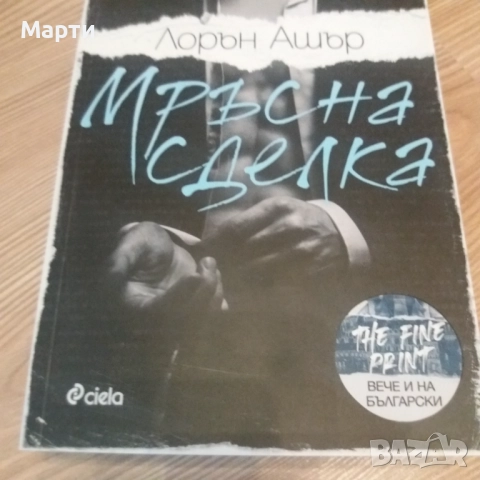 Марти
Лорън Ашър
Мръсна
сделка
THE FINE
PRINT
ВЕЧЕ И НА
БЪЛГАРСКИ
ciela
BAZAR